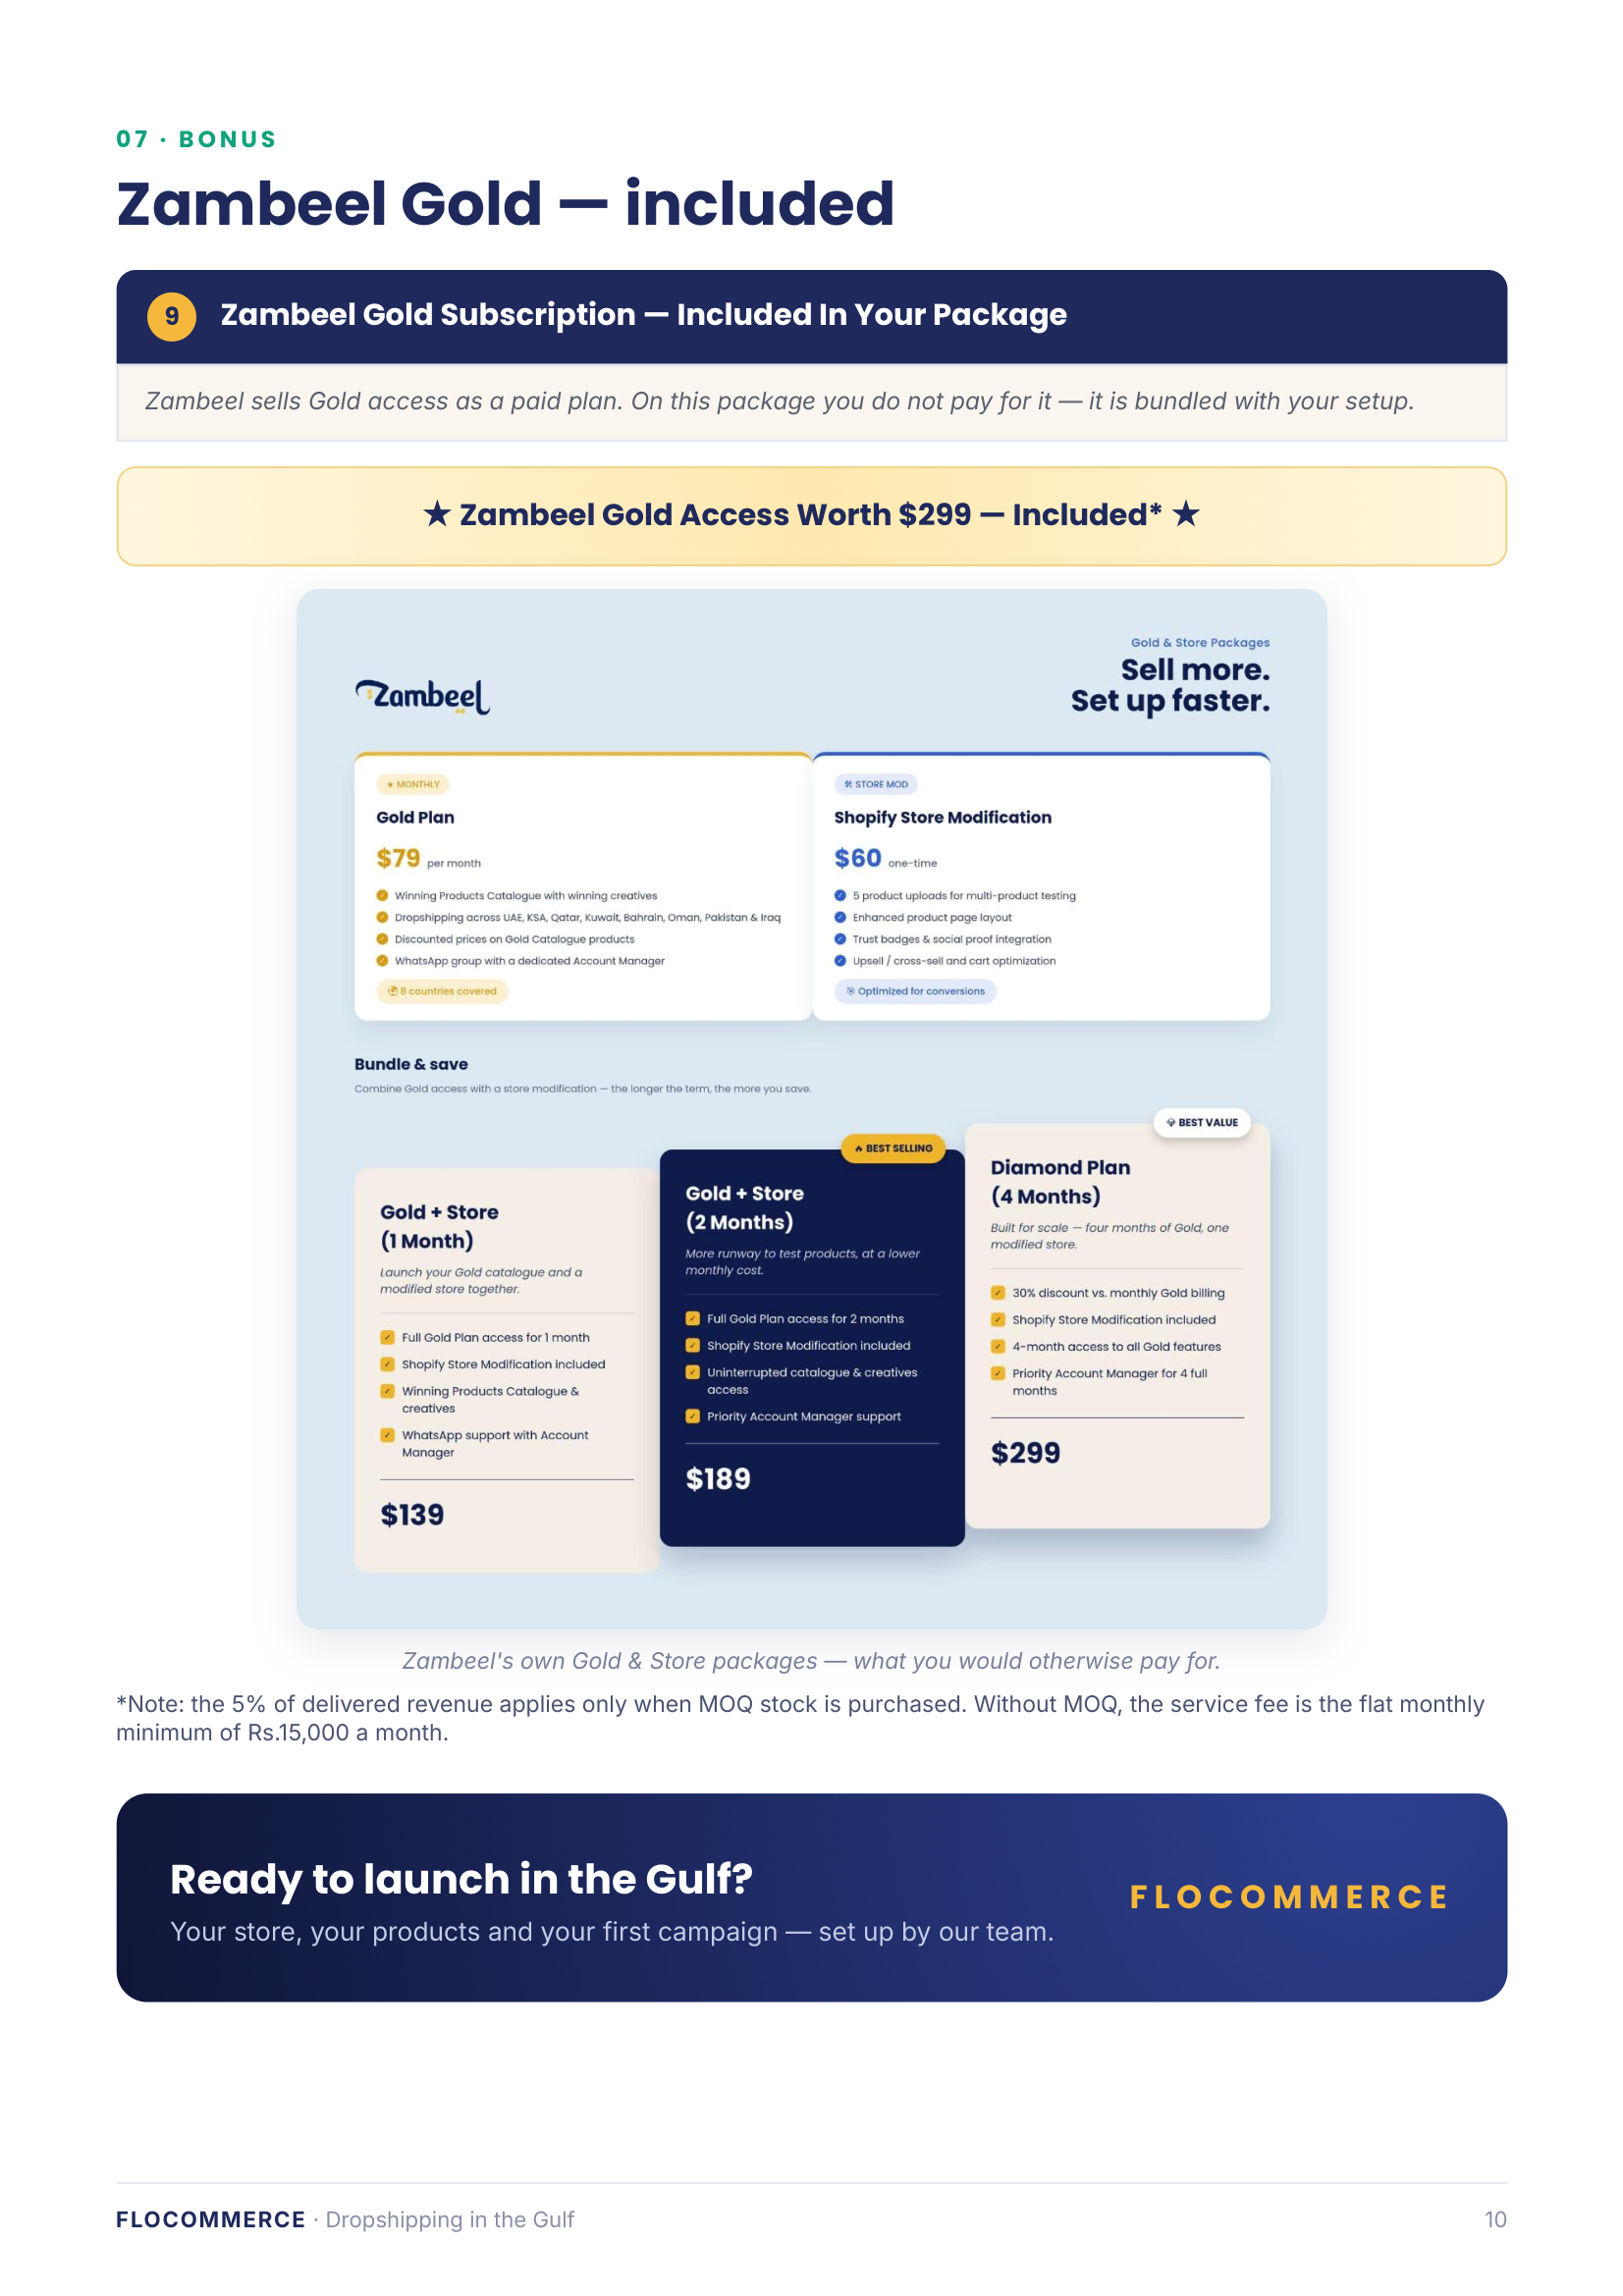 07 · BONUS
Zambeel Gold — included
9
Zambeel Gold Subscription — Included In Your Package
Zambeel sells Gold access as a paid plan. On this package you do not pay for it — it is bundled with your setup.
★ Zambeel Gold Access Worth $299 — Included* ★
Zambeel
Gold & Store Packages
Sell more.
Set up faster.
★ MONTHLY
Gold Plan
$79 per month
Winning Products Catalogue with winning creatives
Dropshipping across UAE, KSA, Qatar, Kuwait, Bahrain, Oman, Pakistan & Iraq
Discounted prices on Gold Catalogue products
WhatsApp group with a dedicated Account Manager
8 countries covered
STORE MOD
Shopify Store Modification
$60 one-time
5 product uploads for multi-product testing
Enhanced product page layout
Trust badges & social proof integration
Upsell / cross-sell and cart optimization
Optimized for conversions
Bundle & save
Combine Gold access with a store modification — the longer the term, the more you save.
Gold + Store
(1 Month)
Launch your Gold catalogue and a
modified store together.
Full Gold Plan access for 1 month
Shopify Store Modification included
Winning Products Catalogue &
creatives
WhatsApp support with Account
Manager
$139
BEST SELLING
Gold + Store
(2 Months)
More runway to test products, at a lower
monthly cost.
Full Gold Plan access for 2 months
Shopify Store Modification included
Uninterrupted catalogue & creatives
access
Priority Account Manager support
$189
BEST VALUE
Diamond Plan
(4 Months)
Built for scale — four months of Gold, one
modified store.
30% discount vs. monthly Gold billing
Shopify Store Modification included
4-month access to all Gold features
Priority Account Manager for 4 full
months
$299
Zambeel's own Gold & Store packages — what you would otherwise pay for.
*Note: the 5% of delivered revenue applies only when MOQ stock is purchased. Without MOQ, the service fee is the flat monthly
minimum of Rs.15,000 a month.
Ready to launch in the Gulf?
Your store, your products and your first campaign — set up by our team.
FLOCOMMERCE
FLOCOMMERCE · Dropshipping in the Gulf
10